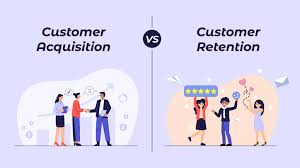 Customer
Acquisition
VS
Customer
Retention